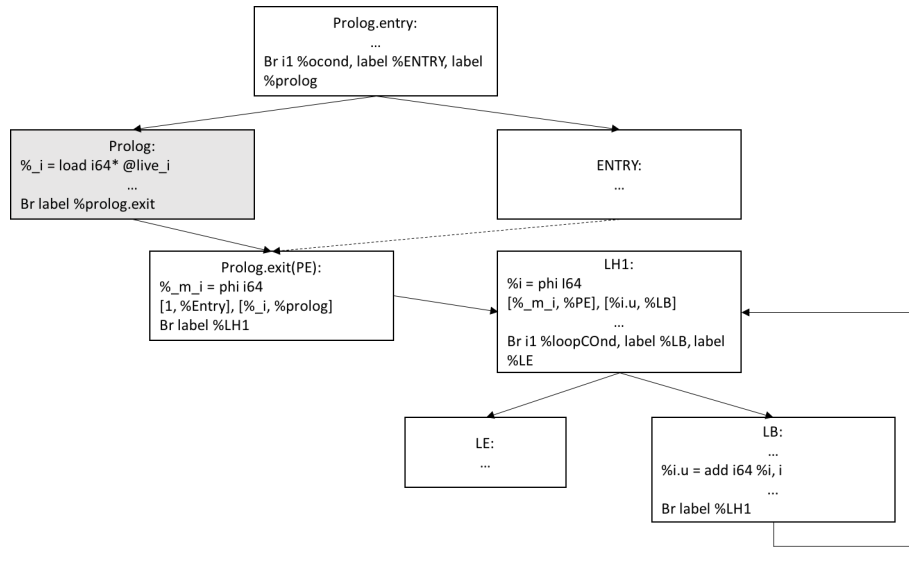 Prolog.entry:
…
Br i1 %ocond, label %ENTRY, label
%prolog
Prolog:
%_i = load i64* @live_i
…
Br label %prolog.exit
ENTRY:
…
Prolog.exit(PE):
%_m_i = phi i64
[1, %Entry], [%_i, %prolog]
Br label %LH1
LH1:
%i = phi I64
[%_m_i, %PE], [%i.u, %LB]
…
Br i1 %loopCOnd, label %LB, label
%LE
LE:
…
LB:
…
%i.u = add i64 %i, i
…
Br label %LH1